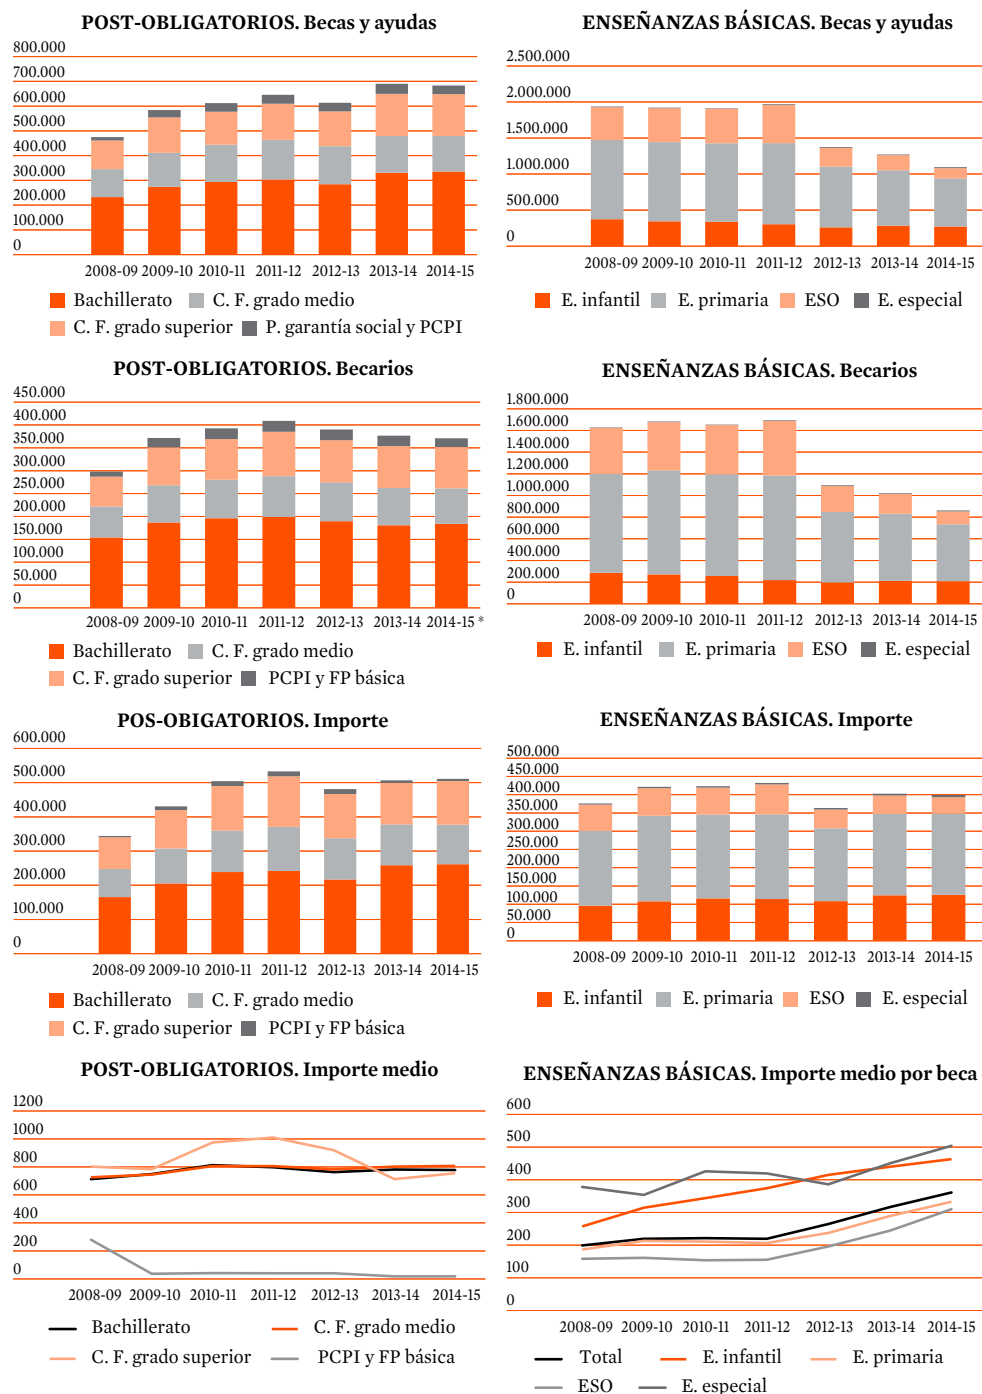 POST-OBLIGATORIOS. Becas y ayudas
800.000
700.000
600.000
500.000
400.000
300.000
200.000
100.000
0
2008-09 2009-10 2010-11 2011-12 2012-13 2013-14 2014-15
Bachillerato C. F. grado medio
C. F. grado superior P. garantía social y PCPI
ENSEÑANZAS BÁSICAS. Becas y ayudas
2.500.000
2.000.000
1.500.000
1.000.000
500.000
0
2008-09 2009-10 2010-11 2011-12 2012-13 2013-14 2014-15
E. infantil E. primaria ESO E. especial
POST-OBLIGATORIOS. Becarios
450.000
400.000
350.000
300.000
250.000
200.000
150.000
100.000
50.000
0
2008-09 2009-10 2010-11 2011-12 2012-13 2013-14 2014-15 *
Bachillerato C. F. grado medio
C. F. grado superior PCPI y FP básica
ENSEÑANZAS BÁSICAS. Becarios
1.800.000
1.600.000
1.400.000
1.200.000
1.000.000
800.000
600.000
400.000
200.000
0
2008-09 2009-10 2010-11 2011-12 2012-13 2013-14 2014-15
E. infantil E. primaria ESO E. especial
POS-OBIGATORIOS. Importe
600.000
500.000
400.000
300.000
200.000
100.000
0
2008-09 2009-10 2010-11 2011-12 2012-13 2013-14 2014-15
Bachillerato C. F. grado medio
C. F. grado superior PCPI y FP básica
ENSEÑANZAS BÁSICAS. Importe
500.000
450.000
400.000
350.000
300.000
250.000
200.000
150.000
100.000
50.000
0
2008-09 2009-10 2010-11 2011-12 2012-13 2013-14 2014-15
E. infantil E. primaria ESO E. especial
POST-OBLIGATORIOS. Importe medio
1200
1000
800
600
400
200
0
2008-09 2009-10 2010-11 2011-12 2012-13 2013-14 2014-15
Bachillerato C. F. grado medio
C. F. grado superior PCPI y FP básica
ENSEÑANZAS BÁSICAS. Importe medio por beca
600
500
400
300
200
100
0
2008-09 2009-10 2010-11 2011-12 2012-13 2013-14 2014-15
Total E. infantil E. primaria
ESO E. especial